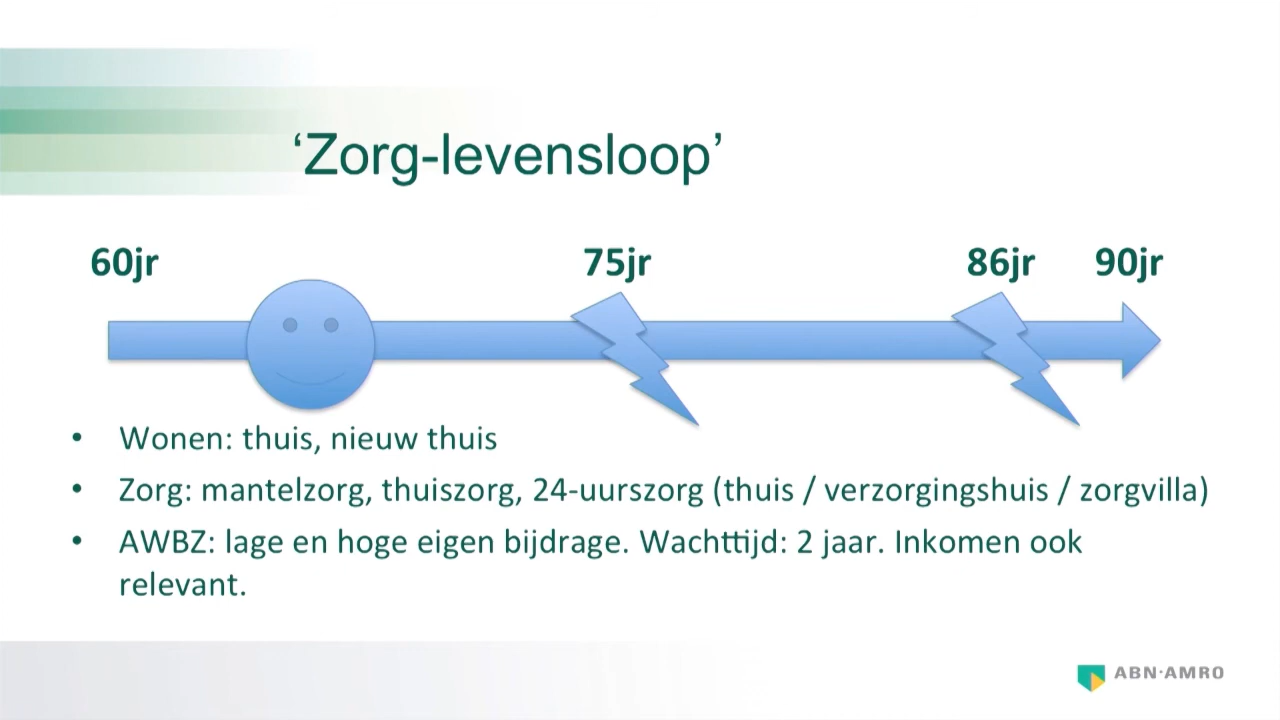 ‘Zorg-levensloop’
60jr 75jr 86jr 90jr
• Wonen: thuis, nieuw thuis
• Zorg: mantelzorg, thuiszorg, 24-uurszorg (thuis / verzorgingshuis / zorgvilla)
• AWBZ: lage en hoge eigen bijdrage. Wachttijd: 2 jaar. Inkomen ook
relevant.
ABN·AMRO